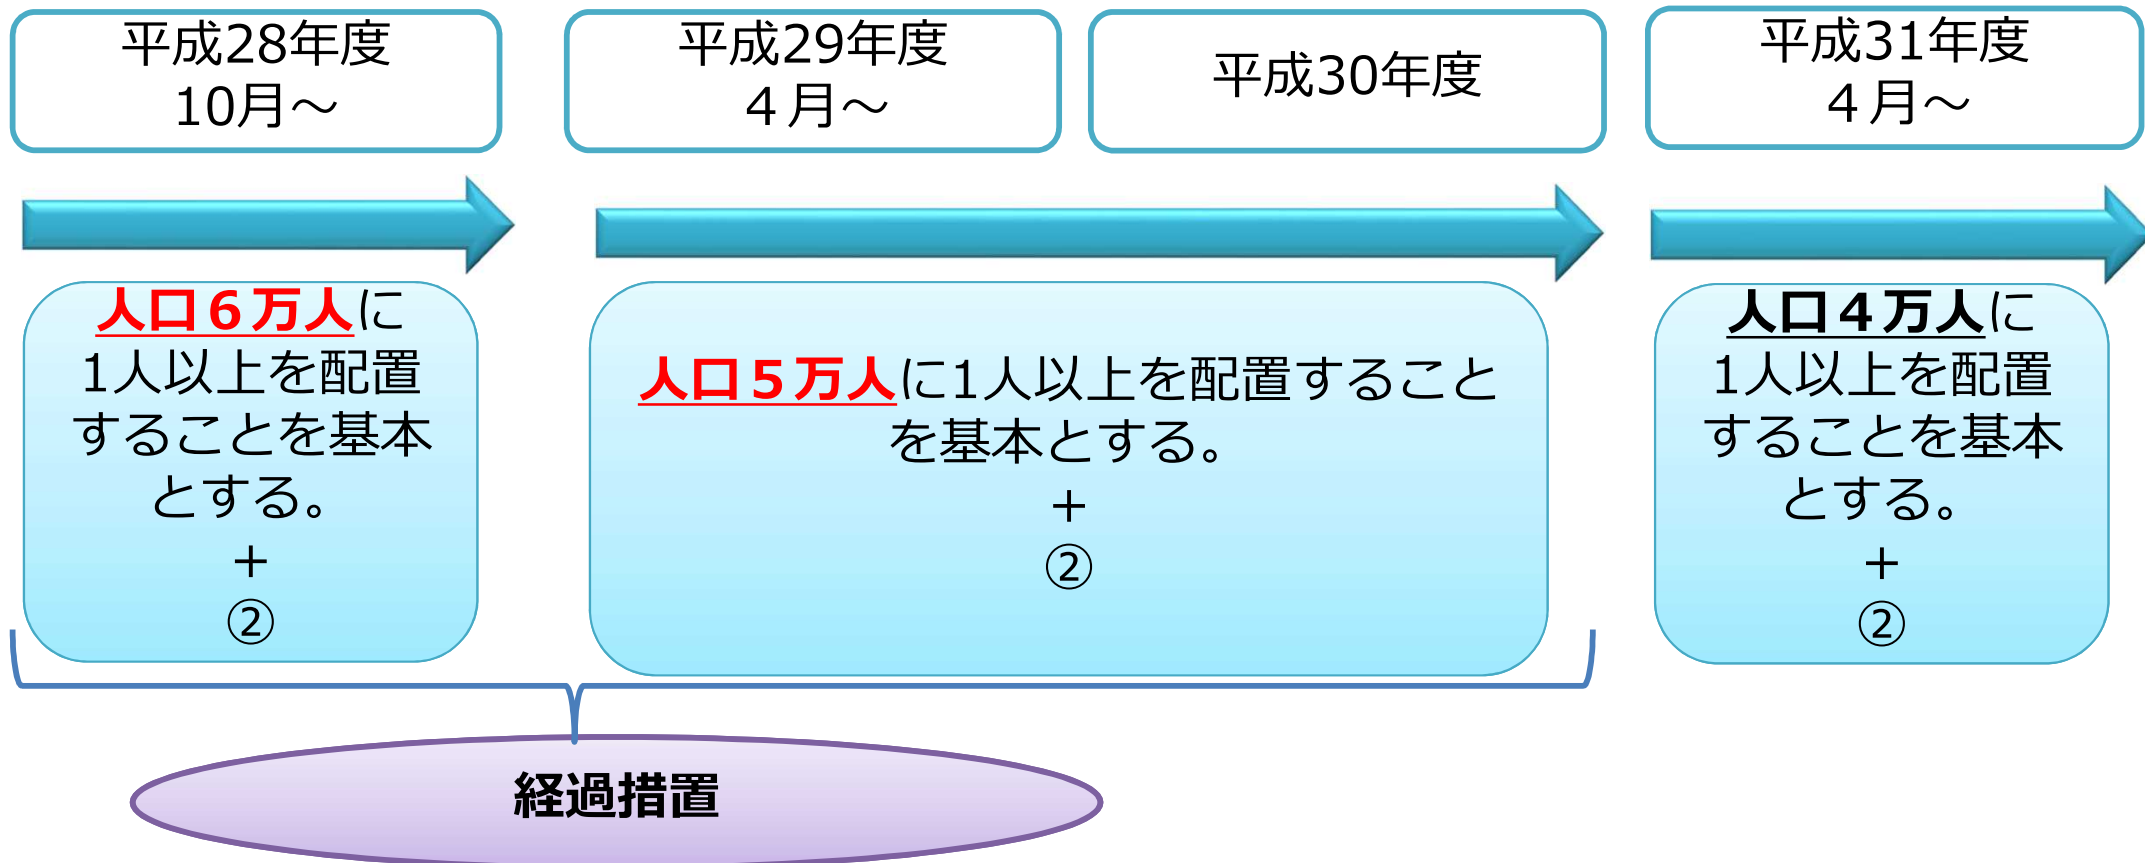 平成28年度
10月～
平成29年度
４月～
平成30年度
平成31年度
４月～
人口６万人に
1人以上を配置
することを基本
とする。
＋
②
人口５万人に1人以上を配置すること
を基本とする。
＋
②
人口４万人に
1人以上を配置
することを基本
とする。
＋
②
経過措置